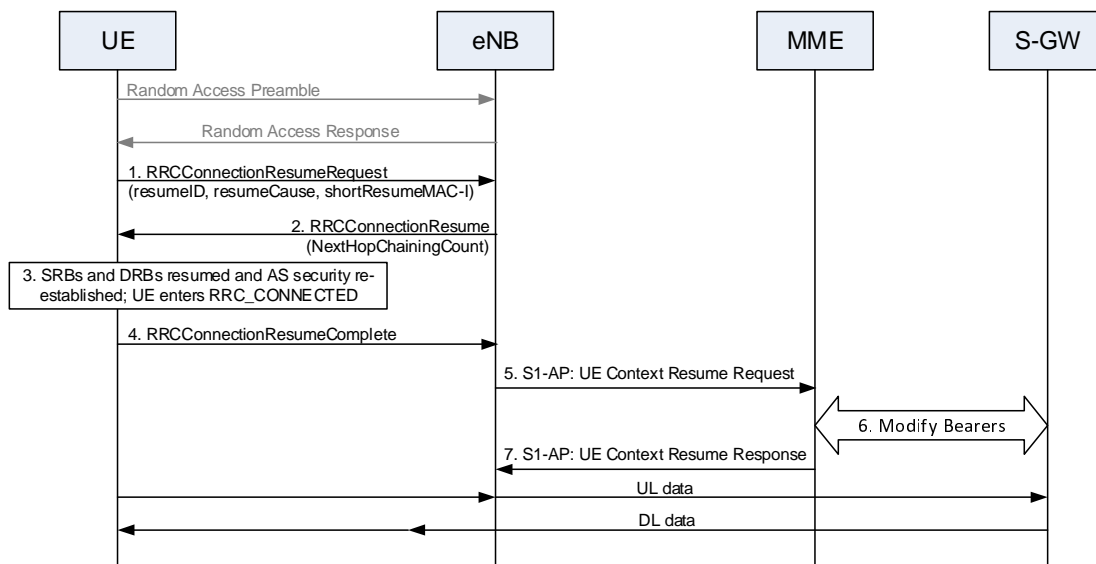 UE
eNB
MME
S-GW
Random Access Preamble
Random Access Response
1. RRCConnectionResumeRequest
(resumeID, resumeCause, shortResumeMAC-I)
2. RRCConnectionResume
(NextHopChainingCount)
3. SRBs and DRBs resumed and AS security re-
established; UE enters RRC_CONNECTED
4. RRCConnectionResumeComplete
5. S1-AP: UE Context Resume Request
6. Modify Bearers
7. S1-AP: UE Context Resume Response
UL data
DL data